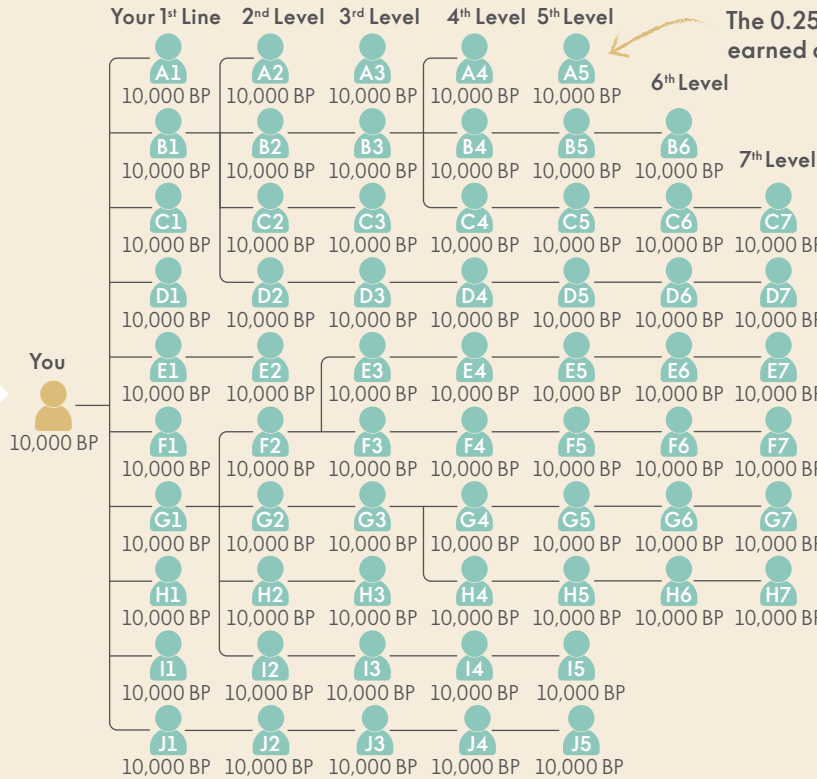 Your 1st Line 2nd Level 3rd Level 4th Level 5th Level
The 0.25
earned
6th Level
7th Level
A1 A2 A3 A4 A5
10,000 BP 10,000 BP 10,000 BP 10,000 BP 10,000 BP
B1 B2 B3 B4 B5 B6
10,000 BP 10,000 BP 10,000 BP 10,000 BP 10,000 BP 10,000 BP
C1 C2 C3 C4 C5 C6 C7
10,000 BP 10,000 BP 10,000 BP 10,000 BP 10,000 BP 10,000 BP 10,000 BP
D1 D2 D3 D4 D5 D6 D7
10,000 BP 10,000 BP 10,000 BP 10,000 BP 10,000 BP 10,000 BP 10,000 BP
E1 E2 E3 E4 E5 E6 E7
10,000 BP 10,000 BP 10,000 BP 10,000 BP 10,000 BP 10,000 BP 10,000 BP
You
10,000 BP
F1 F2 F3 F4 F5 F6 F7
10,000 BP 10,000 BP 10,000 BP 10,000 BP 10,000 BP 10,000 BP 10,000 BP
G1 G2 G3 G4 G5 G6 G7
10,000 BP 10,000 BP 10,000 BP 10,000 BP 10,000 BP 10,000 BP 10,000 BP
H1 H2 H3 H4 H5 H6 H7
10,000 BP 10,000 BP 10,000 BP 10,000 BP 10,000 BP 10,000 BP 10,000 BP
I1 I2 I3 I4 I5
10,000 BP 10,000 BP 10,000 BP 10,000 BP 10,000 BP
J1 J2 J3 J4 J5
10,000 BP 10,000 BP 10,000 BP 10,000 BP 10,000 BP